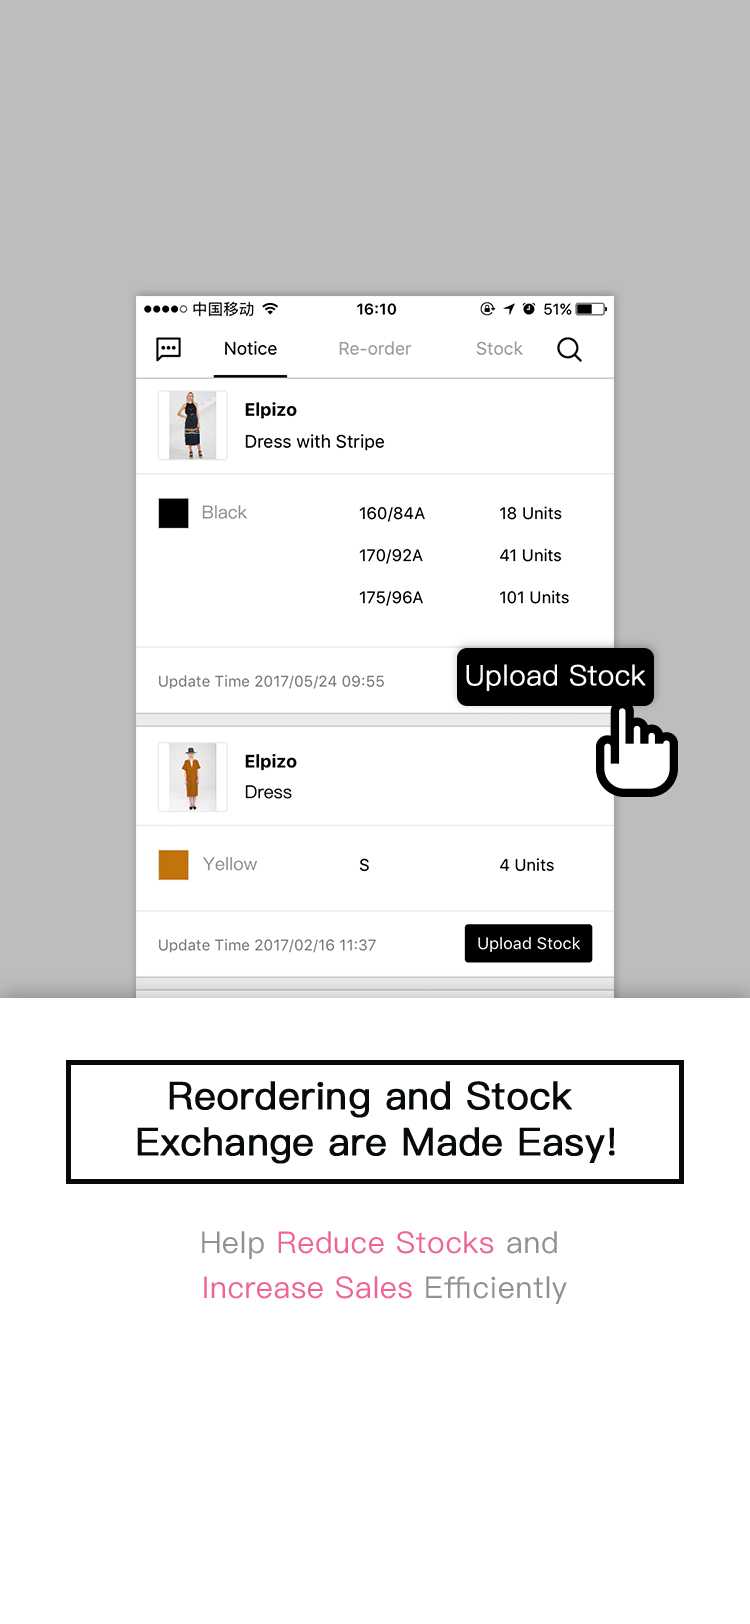 中国移动 16:10 51%
Notice Re-order Stock
Elpizo
Dress with Stripe
Black 160/84A 18 Units
170/92A 41 Units
175/96A 101 Units
Update Time 2017/05/24 09:55 Upload Stock
Elpizo
Dress
Yellow S 4 Units
Update Time 2017/02/16 11:37 Upload Stock
Reordering and Stock
Exchange are Made Easy!
Help Reduce Stocks and
Increase Sales Efficiently